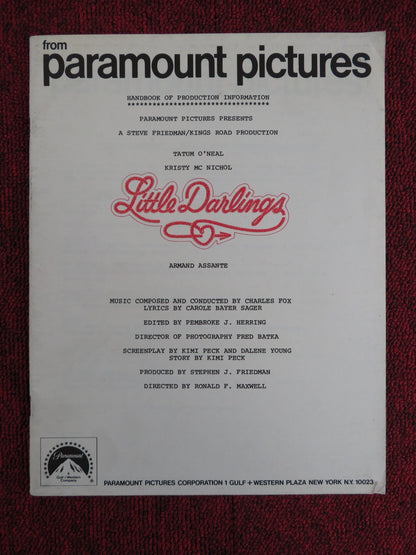 from
paramount pictures
HANDBOOK OF PRODUCTION INFORMATION
***********************************
PARAMOUNT PICTURES PRESENTS
A STEVE FRIEDMAN/KINGS ROAD PRODUCTION
TATUM O'NEAL
KRISTY MC NICHOL
Little Darlings
ARMAND ASSANTE
MUSIC COMPOSED AND CONDUCTED BY CHARLES FOX
LYRICS BY CAROLE BAYER SAGER
EDITED BY PEMBROKE J. HERRING
DIRECTOR OF PHOTOGRAPHY FRED BATKA
SCREENPLAY BY KIMI PECK AND DALENE YOUNG
STORY BY KIMI PECK
PRODUCED BY STEPHEN J. FRIEDMAN
DIRECTED BY RONALD F. MAXWELL
Paramount
A
Gulf + Western
Company
®
PARAMOUNT PICTURES CORPORATION 1 GULF + WESTERN PLAZA NEW YORK N.Y. 10023